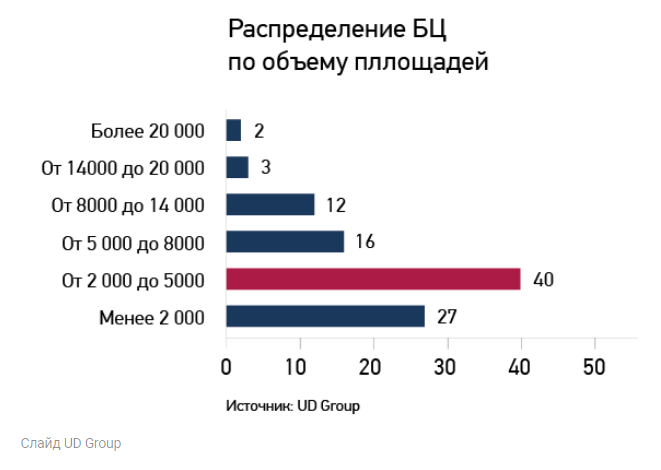 Распределение БЦ
по объему пллощадей
Более 20 000
2
От 14000 до 20 000
3
От 8000 до 14 000
12
От 5 000 до 8000
16
От 2 000 до 5000
40
Менее 2 000
27
0 10 20 30 40 50
Источник: UD Group
Слайд UD Group